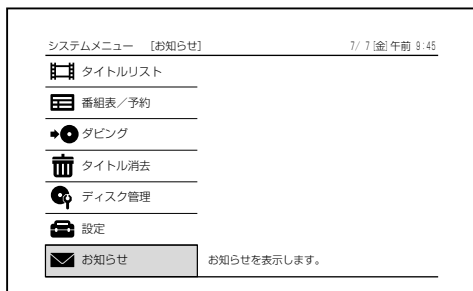 システムメニュー [お知らせ] 7/ 7[金]午前 9:45
タイトルリスト
番組表／予約
ダビング
タイトル消去
ディスク管理
設定
お知らせ お知らせを表示します。